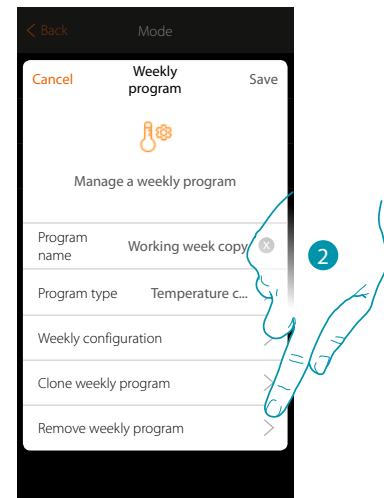 < Back Mode
Cancel Weekly program Save
Manage a weekly program
Program name Working week copy
Program type Temperature c...
Weekly configuration
Clone weekly program
Remove weekly program
2